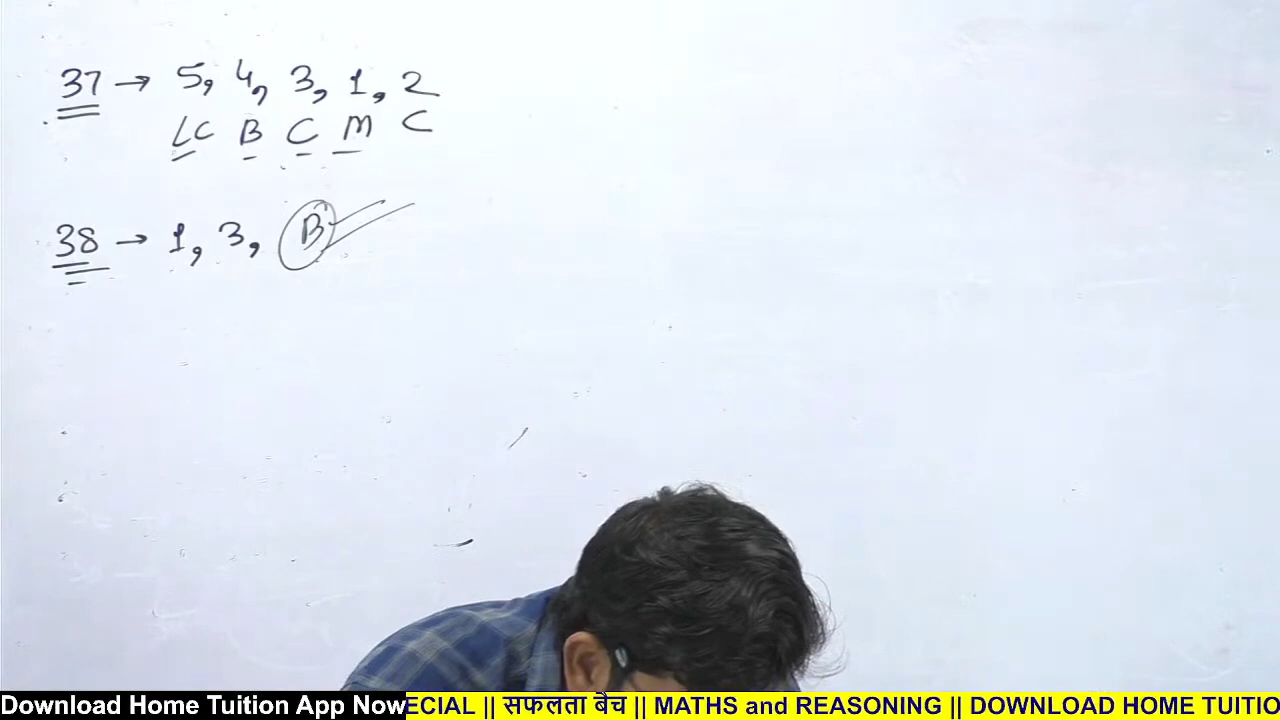 37 → 5, 4, 3, 1, 2
LC B C M C
38 → 1, 3, B
Download Home Tuition App Now ECIAL || सफलता बैच || MATHS and REASONING || DOWNLOAD HOME TUITIO